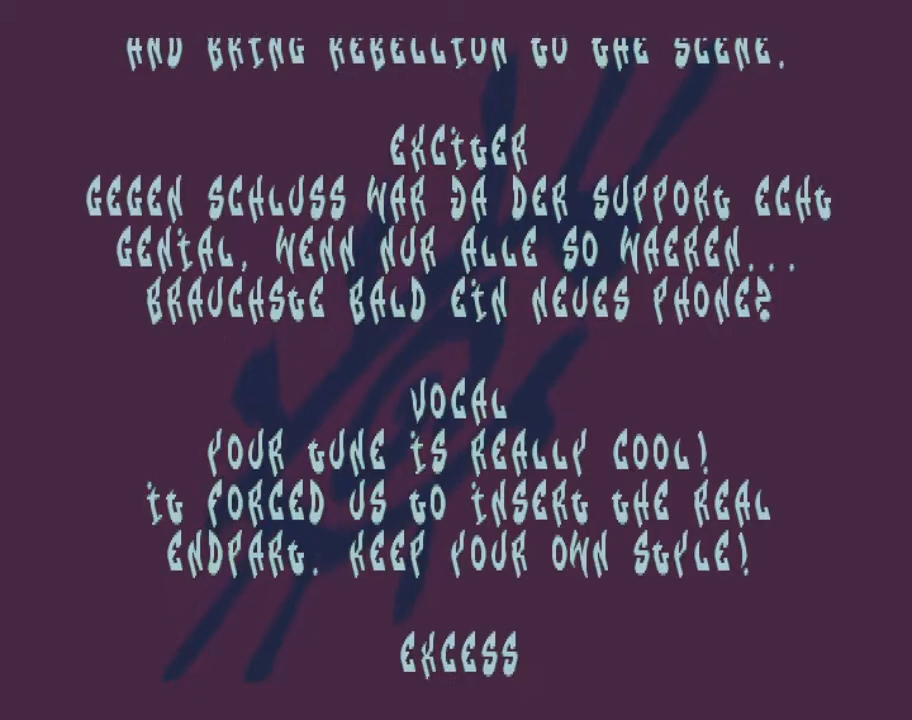 AND BRING REBELLION TO THE SCENE.
EXCITER
GEGEN SCHLUSS WAR JA DER SUPPORT ECHT
GENIAL, WENN NUR ALLE SO WAEREN...
BRAUCHSTE BALD EIN NEUES PHONE?
VOCAL
YOUR TUNE IS REALLY COOL!
IT FORCED US TO INSERT THE REAL
ENDPART. KEEP YOUR OWN STYLE!
EXCESS